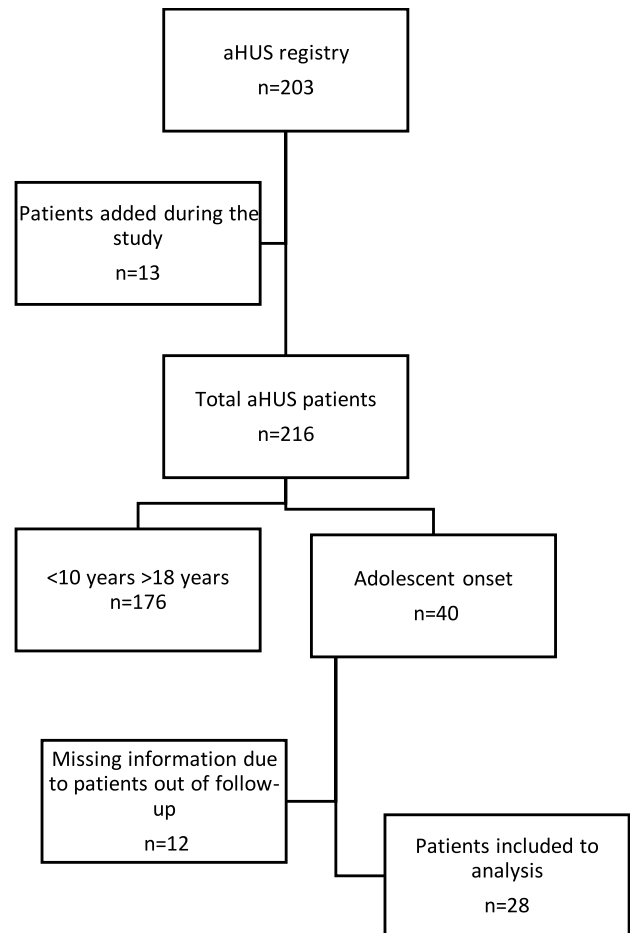 aHUS registry
n=203
Patients added during the
study
n=13
Total aHUS patients
n=216
<10 years >18 years
n=176
Adolescent onset
n=40
Missing information due
to patients out of follow-
up
n=12
Patients included to
analysis
n=28